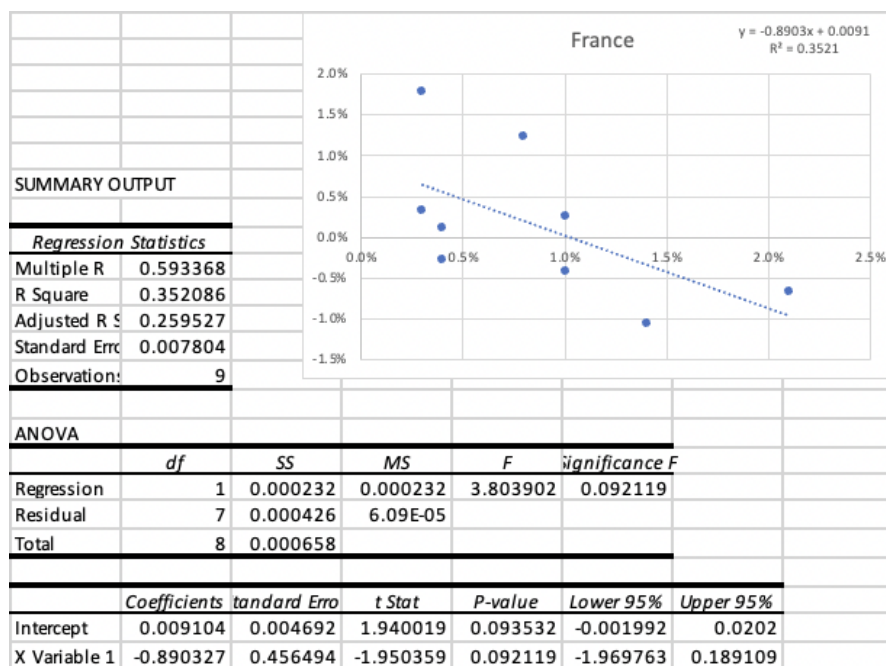 France
y = -0.8903x + 0.0091
R² = 0.3521
2.0%
1.5%
1.0%
0.5%
0.0%
0.0% 0.5% 1.0% 1.5% 2.0% 2.5%
-0.5%
-1.0%
-1.5%
SUMMARY OUTPUT
Regression Statistics
Multiple R 0.593368
R Square 0.352086
Adjusted R S 0.259527
Standard Erro 0.007804
Observations 9
ANOVA
df SS MS F Significance F
Regression 1 0.000232 0.000232 3.803902 0.092119
Residual 7 0.000426 6.09E-05
Total 8 0.000658
Coefficients tandard Erro t Stat P-value Lower 95% Upper 95%
Intercept 0.009104 0.004692 1.940019 0.093532 -0.001992 0.0202
X Variable 1 -0.890327 0.456494 -1.950359 0.092119 -1.969763 0.189109